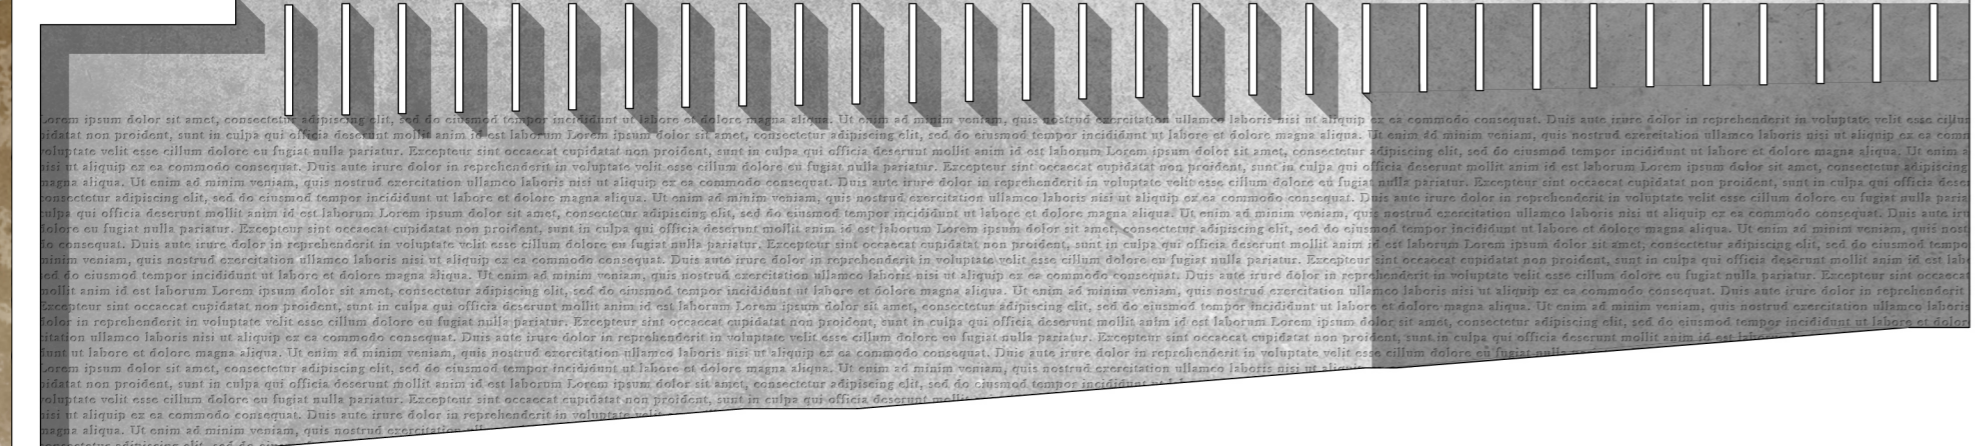 Lorem ipsum dolor sit amet, consectetur adipiscing elit, sed do eiusmod tempor incididunt ut labore et dolore magna aliqua. Ut enim ad minim veniam, quis nostrud exercitation ullamco laboris nisi ut aliquip ex ea commodo consequat. Duis aute irure dolor in reprehenderit in voluptate velit esse cillum
idatat non proident, sunt in culpa qui officia deserunt mollit anim id est laborum Lorem ipsum dolor sit amet, consectetur adipiscing elit, sed do eiusmod tempor incididunt ut labore et dolore magna aliqua. Ut enim ad minim veniam, quis nostrud exercitation ullamco laboris nisi ut aliquip ex ea com
voluptate velit esse cillum dolore eu fugiat nulla pariatur. Excepteur sint occaecat cupidatat non proident, sunt in culpa qui officia deserunt mollit anim id est laborum Lorem ipsum dolor sit amet, consectetur adipiscing elit, sed do eiusmod tempor incididunt ut labore et dolore magna aliqua. Ut enim
nisi ut aliquip ex ea commodo consequat. Duis aute irure dolor in reprehenderit in voluptate velit esse cillum dolore eu fugiat nulla pariatur. Excepteur sint occaecat cupidatat non proident, sunt in culpa qui officia deserunt mollit anim id est laborum Lorem ipsum dolor sit amet, consectetur adipiscing
magna aliqua. Ut enim ad minim veniam, quis nostrud exercitation ullamco laboris nisi ut aliquip ex ea commodo consequat. Duis aute irure dolor in reprehenderit in voluptate velit esse cillum dolore eu fugiat nulla pariatur. Excepteur sint occaecat cupidatat non proident, sunt in culpa qui officia deser
consectetur adipiscing elit, sed do eiusmod tempor incididunt ut labore et dolore magna aliqua. Ut enim ad minim veniam, quis nostrud exercitation ullamco laboris nisi ut aliquip ex ea commodo consequat. Duis aute irure dolor in reprehenderit in voluptate velit esse cillum dolore eu fugiat nulla pariatur
culpa qui officia deserunt mollit anim id est laborum Lorem ipsum dolor sit amet, consectetur adipiscing elit, sed do eiusmod tempor incididunt ut labore et dolore magna aliqua. Ut enim ad minim veniam, quis nostrud exercitation ullamco laboris nisi ut aliquip ex ea commodo consequat. Duis aute iru
dolore eu fugiat nulla pariatur. Excepteur sint occaecat cupidatat non proident, sunt in culpa qui officia deserunt mollit anim id est laborum Lorem ipsum dolor sit amet, consectetur adipiscing elit, sed do eiusmod tempor incididunt ut labore et dolore magna aliqua. Ut enim ad minim veniam, quis nost
do consequat. Duis aute irure dolor in reprehenderit in voluptate velit esse cillum dolore eu fugiat nulla pariatur. Excepteur sint occaecat cupidatat non proident, sunt in culpa qui officia deserunt mollit anim id est laborum Lorem ipsum dolor sit amet, consectetur adipiscing elit, sed do eiusmod tempo
minim veniam, quis nostrud exercitation ullamco laboris nisi ut aliquip ex ea commodo consequat. Duis aute irure dolor in reprehenderit in voluptate velit esse cillum dolore eu fugiat nulla pariatur. Excepteur sint occaecat cupidatat non proident, sunt in culpa qui officia deserunt mollit anim id est lab
sed do eiusmod tempor incididunt ut labore et dolore magna aliqua. Ut enim ad minim veniam, quis nostrud exercitation ullamco laboris nisi ut aliquip ex ea commodo consequat. Duis aute irure dolor in reprehenderit in voluptate velit esse cillum dolore eu fugiat nulla pariatur. Excepteur sint occaecat
mollit anim id est laborum Lorem ipsum dolor sit amet, consectetur adipiscing elit, sed do eiusmod tempor incididunt ut labore et dolore magna aliqua. Ut enim ad minim veniam, quis nostrud exercitation ullamco laboris nisi ut aliquip ex ea commodo consequat. Duis aute irure dolor in reprehenderit
Excepteur sint occaecat cupidatat non proident, sunt in culpa qui officia deserunt mollit anim id est laborum Lorem ipsum dolor sit amet, consectetur adipiscing elit, sed do eiusmod tempor incididunt ut labore et dolore magna aliqua. Ut enim ad minim veniam, quis nostrud exercitation ullamco laboris
dolor in reprehenderit in voluptate velit esse cillum dolore eu fugiat nulla pariatur. Excepteur sint occaecat cupidatat non proident, sunt in culpa qui officia deserunt mollit anim id est laborum Lorem ipsum dolor sit amet, consectetur adipiscing elit, sed do eiusmod tempor incididunt ut labore et dolor
citation ullamco laboris nisi ut aliquip ex ea commodo consequat. Duis aute irure dolor in reprehenderit in voluptate velit esse cillum dolore eu fugiat nulla pariatur. Excepteur sint occaecat cupidatat non proident, sunt in culpa qui officia deserunt mollit anim id est laborum
dunt ut labore et dolore magna aliqua. Ut enim ad minim veniam, quis nostrud exercitation ullamco laboris nisi ut aliquip ex ea commodo consequat. Duis aute irure dolor in reprehenderit in voluptate velit esse cillum dolore eu fugiat nulla pariatur
Lorem ipsum dolor sit amet, consectetur adipiscing elit, sed do eiusmod tempor incididunt ut labore et dolore magna aliqua. Ut enim ad minim veniam, quis nostrud exercitation ullamco laboris nisi ut aliquip
idatat non proident, sunt in culpa qui officia deserunt mollit anim id est laborum Lorem ipsum dolor sit amet, consectetur adipiscing elit, sed do eiusmod tempor incididunt ut l
voluptate velit esse cillum dolore eu fugiat nulla pariatur. Excepteur sint occaecat cupidatat non proident, sunt in culpa qui officia deserunt mollit
nisi ut aliquip ex ea commodo consequat. Duis aute irure dolor in reprehenderit in voluptate velit
magna aliqua. Ut enim ad minim veniam, quis nostrud exercitation
consectetur adipiscing elit, sed do eius